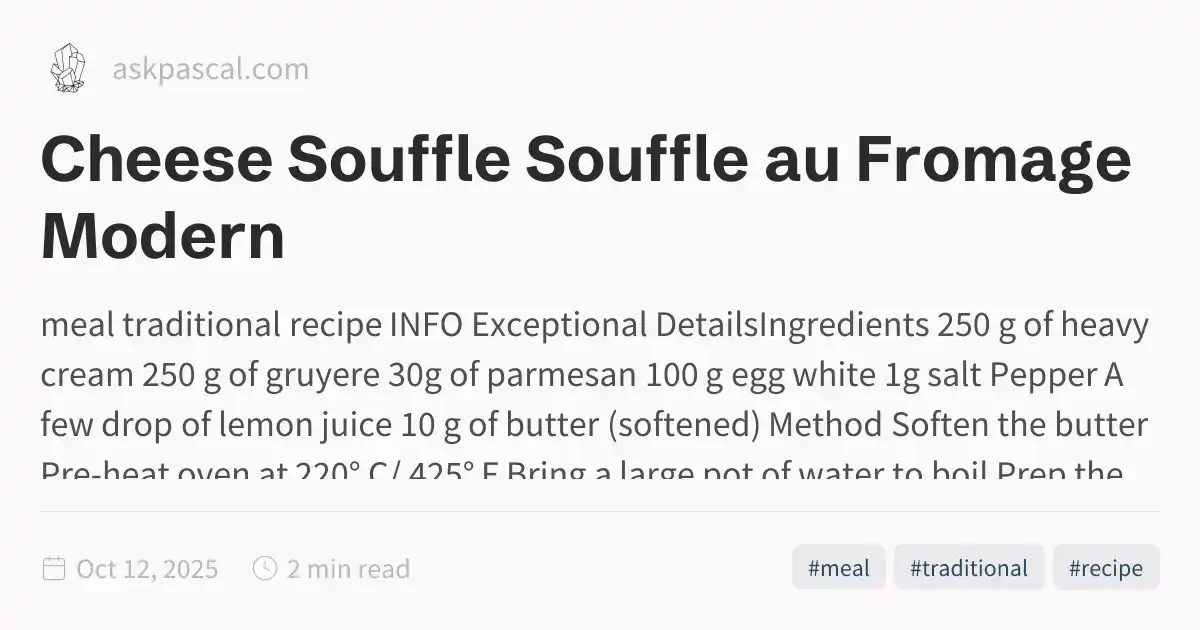 askpascal.com
Cheese Souffle Souffle au Fromage
Modern
meal traditional recipe INFO Exceptional DetailsIngredients 250 g of heavy
cream 250 g of gruyere 30g of parmesan 100 g egg white 1g salt Pepper A
few drop of lemon juice 10 g of butter (softened) Method Soften the butter
Pre-heat oven at 220° C/ 425° F Bring a large pot of water to boil Prep the
Oct 12, 2025
2 min read
#meal
#traditional
#recipe